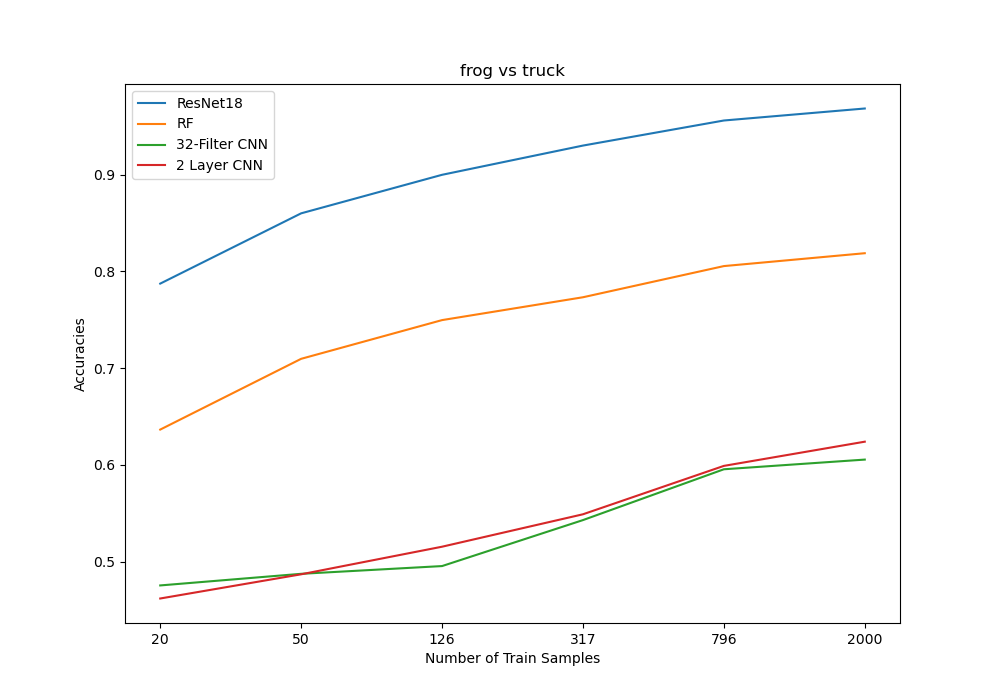 frog vs truck
ResNet18
RF
32-Filter CNN
2 Layer CNN
0.9
0.8
0.7
0.6
0.5
Accuracies
20 50 126 317 796 2000
Number of Train Samples